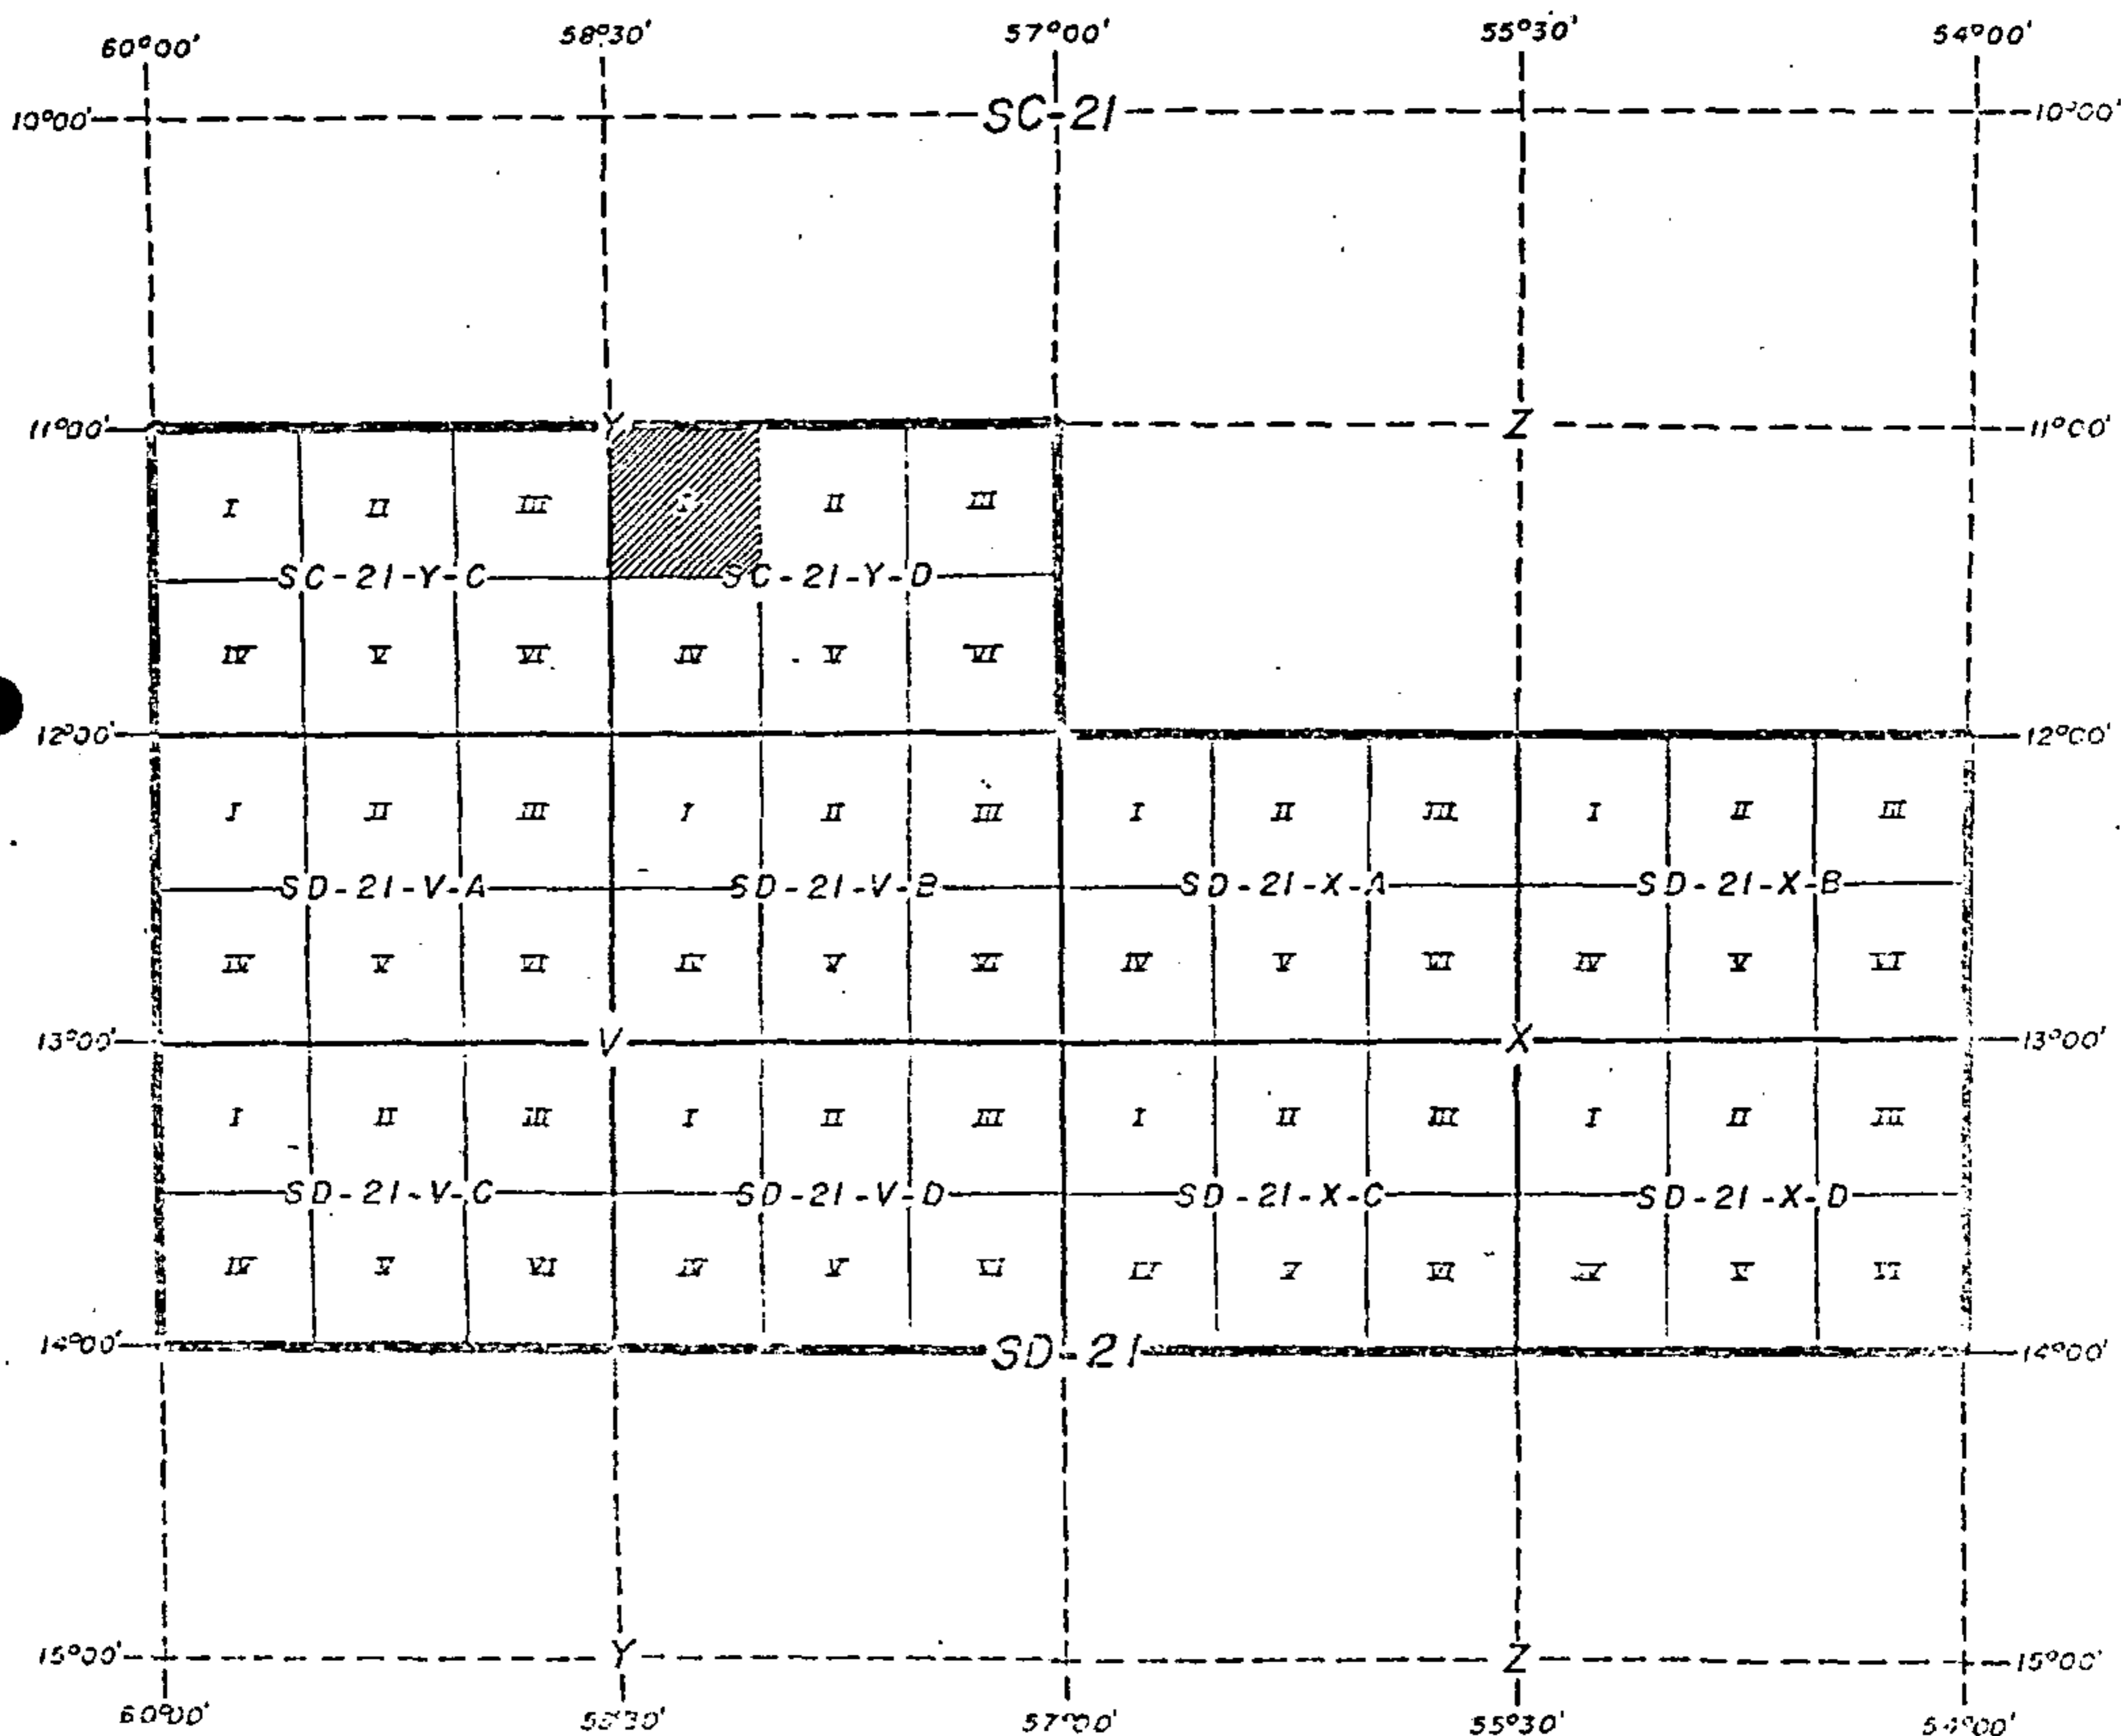 60°00' 58°30' 57°00' 55°30' 54°00'
10°00' SC-21 10°00'
11°00' Y Z 11°00'
I II III II III
SC-21-Y-C SC-21-Y-D
IV V VI IV V VI
12°00' 12°00'
I II III I II III I II III I II III
SD-21-V-A SD-21-V-B SD-21-X-A SD-21-X-B
IV V VI IV V VI IV V VI IV V VI
13°00' V X 13°00'
I II III I II III I II III I II III
SD-21-V-C SD-21-V-D SD-21-X-C SD-21-X-D
IV V VI IV V VI IV V VI IV V VI
14°00' SD-21 14°00'
15°00' Y Z 15°00'
60°00' 58°30' 57°00' 55°30' 54°00'